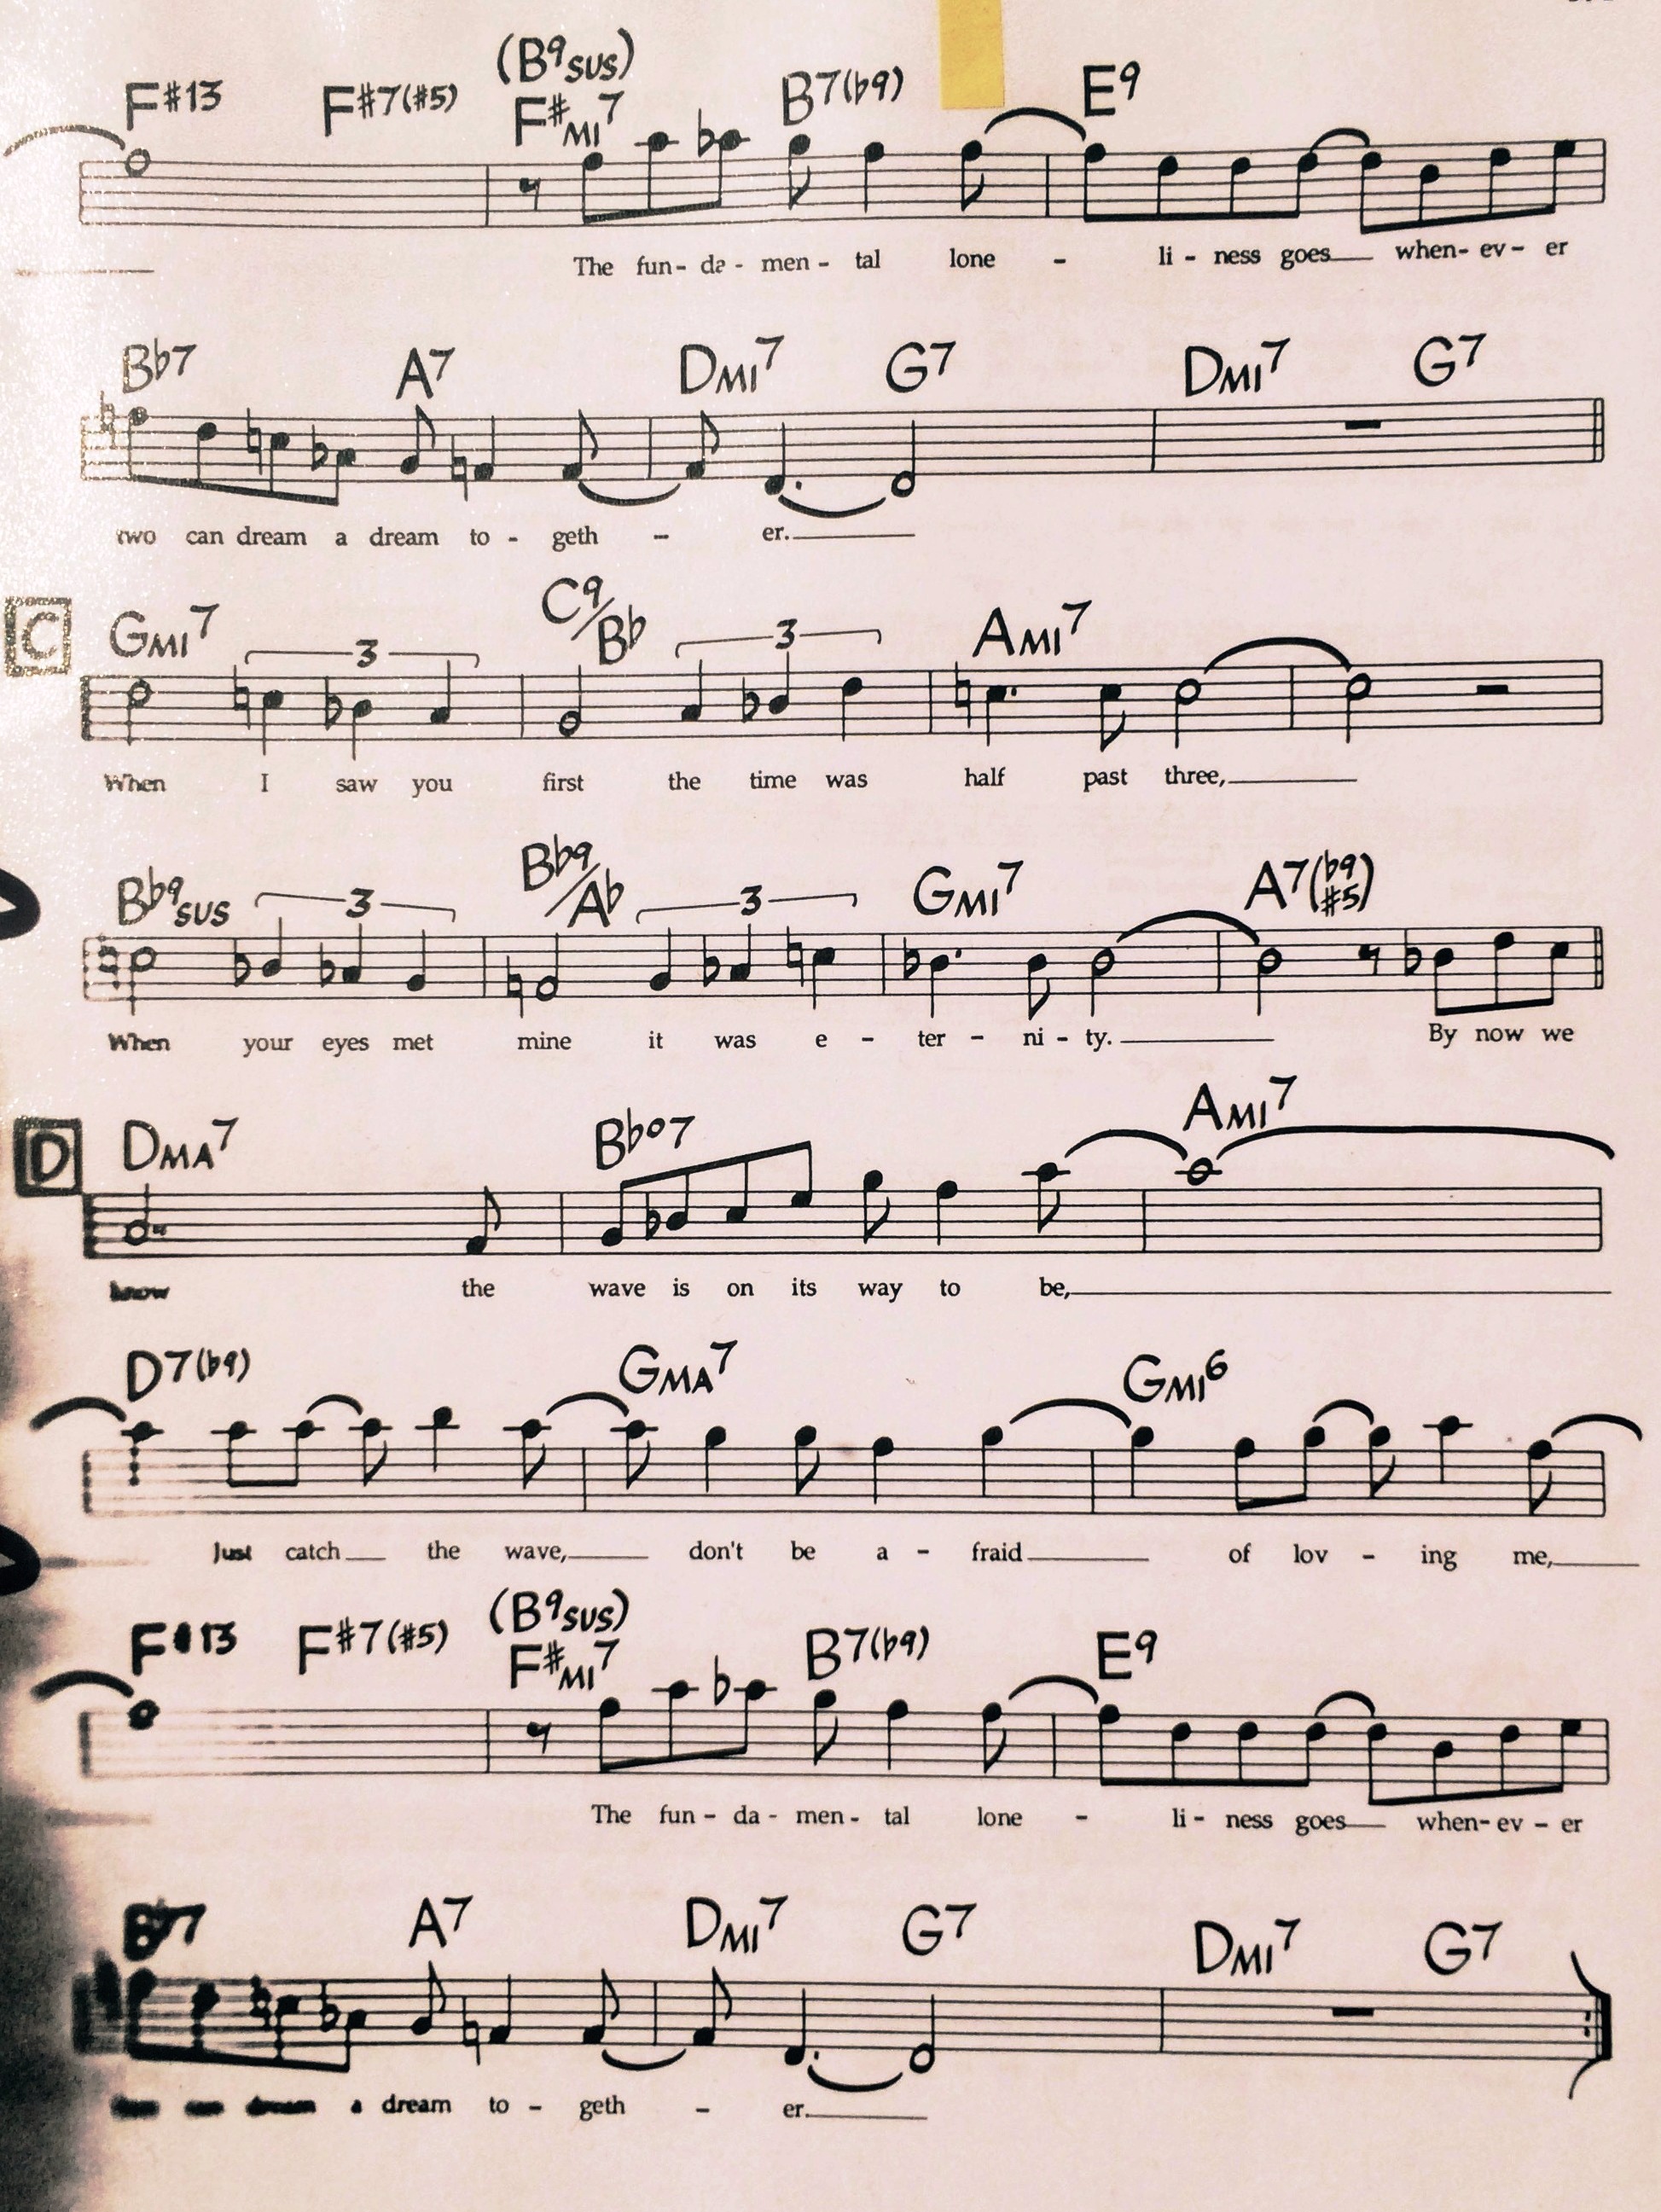 (B9sus)
F#13 F#7(#5) F#mi7 B7(b9) E9
The fun- da - men - tal lone - li - ness goes when- ev - er
Bb7 A7 Dmi7 G7 Dmi7 G7
two can dream a dream to - geth - er.
C Gmi7 3 C9/Bb 3 Ami7
When I saw you first the time was half past three,
Bb9sus 3 Bb9/Ab 3 Gmi7 A7(b9 #5)
When your eyes met mine it was e - ter - ni - ty. By now we
D Dma7 Bbo7 Ami7
know the wave is on its way to be,
D7(b9) Gma7 Gmi6
Just catch the wave, don't be a - fraid of lov - ing me,
(B9sus)
F#13 F#7(#5) F#mi7 B7(b9) E9
The fun - da - men - tal lone - li - ness goes when- ev - er
Bb7 A7 Dmi7 G7 Dmi7 G7
dream a dream to - geth - er.